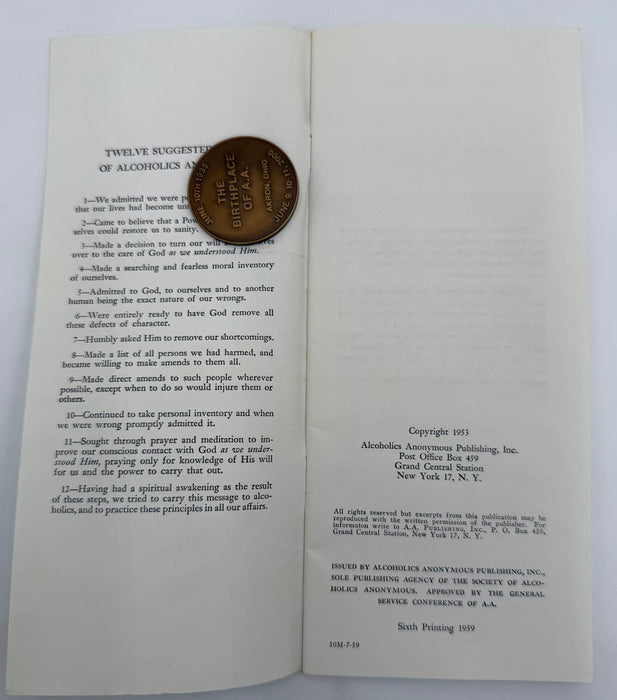 TWELVE SUGGESTED
OF ALCOHOLICS AN
1—We admitted we were po
that our lives had become unm
2—Came to believe that a Pow
selves could restore us to sanity.
3—Made a decision to turn our will
over to the care of God as we understood Him.
4—Made a searching and fearless moral inventory
of ourselves.
5—Admitted to God, to ourselves and to another
human being the exact nature of our wrongs.
6—Were entirely ready to have God remove all
these defects of character.
7—Humbly asked Him to remove our shortcomings.
8—Made a list of all persons we had harmed, and
became willing to make amends to them all.
9—Made direct amends to such people wherever
possible, except when to do so would injure them or
others.
10—Continued to take personal inventory and when
we were wrong promptly admitted it.
11—Sought through prayer and meditation to im-
prove our conscious contact with God as we under-
stood Him, praying only for knowledge of His will
for us and the power to carry that out.
12—Having had a spiritual awakening as the result
of these steps, we tried to carry this message to alco-
holics, and to practice these principles in all our affairs.
JUNE 10TH 1935
THE
BIRTHPLACE
OF A.A.
AKRON, OHIO
JUNE 9, 10, 11, 2000
Copyright 1953
Alcoholics Anonymous Publishing, Inc.
Post Office Box 459
Grand Central Station
New York 17, N. Y.
All rights reserved but excerpts from this publication may be
reproduced with the written permission of the publisher. For
informaton write to A.A. PUBLISHING, INC., P. O. Box 459,
Grand Central Station, New York 17, N. Y.
ISSUED BY ALCOHOLICS ANONYMOUS PUBLISHING, INC.,
SOLE PUBLISHING AGENCY OF THE SOCIETY OF ALCO-
HOLICS ANONYMOUS. APPROVED BY THE GENERAL
SERVICE CONFERENCE OF A.A.
Sixth Printing 1959
50M-7-59